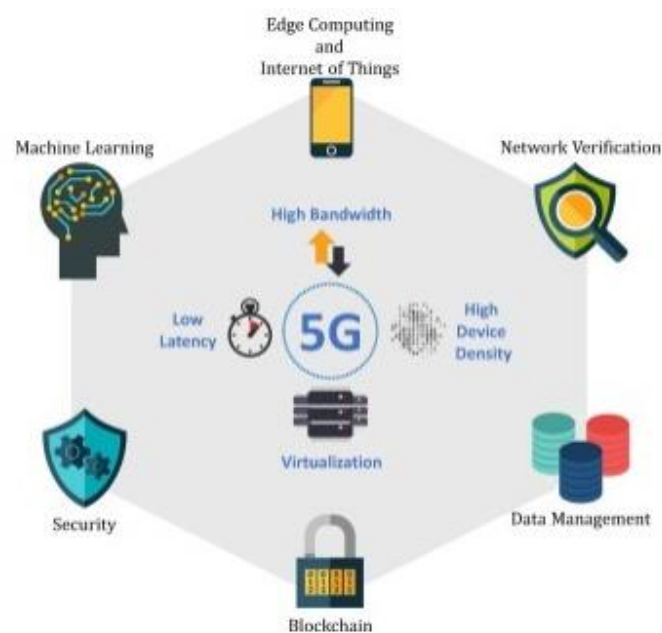 Edge Computing
and
Internet of Things
Machine Learning
Network Verification
High Bandwidth
Low
Latency
5G
High
Device
Density
Virtualization
Security
Data Management
Blockchain